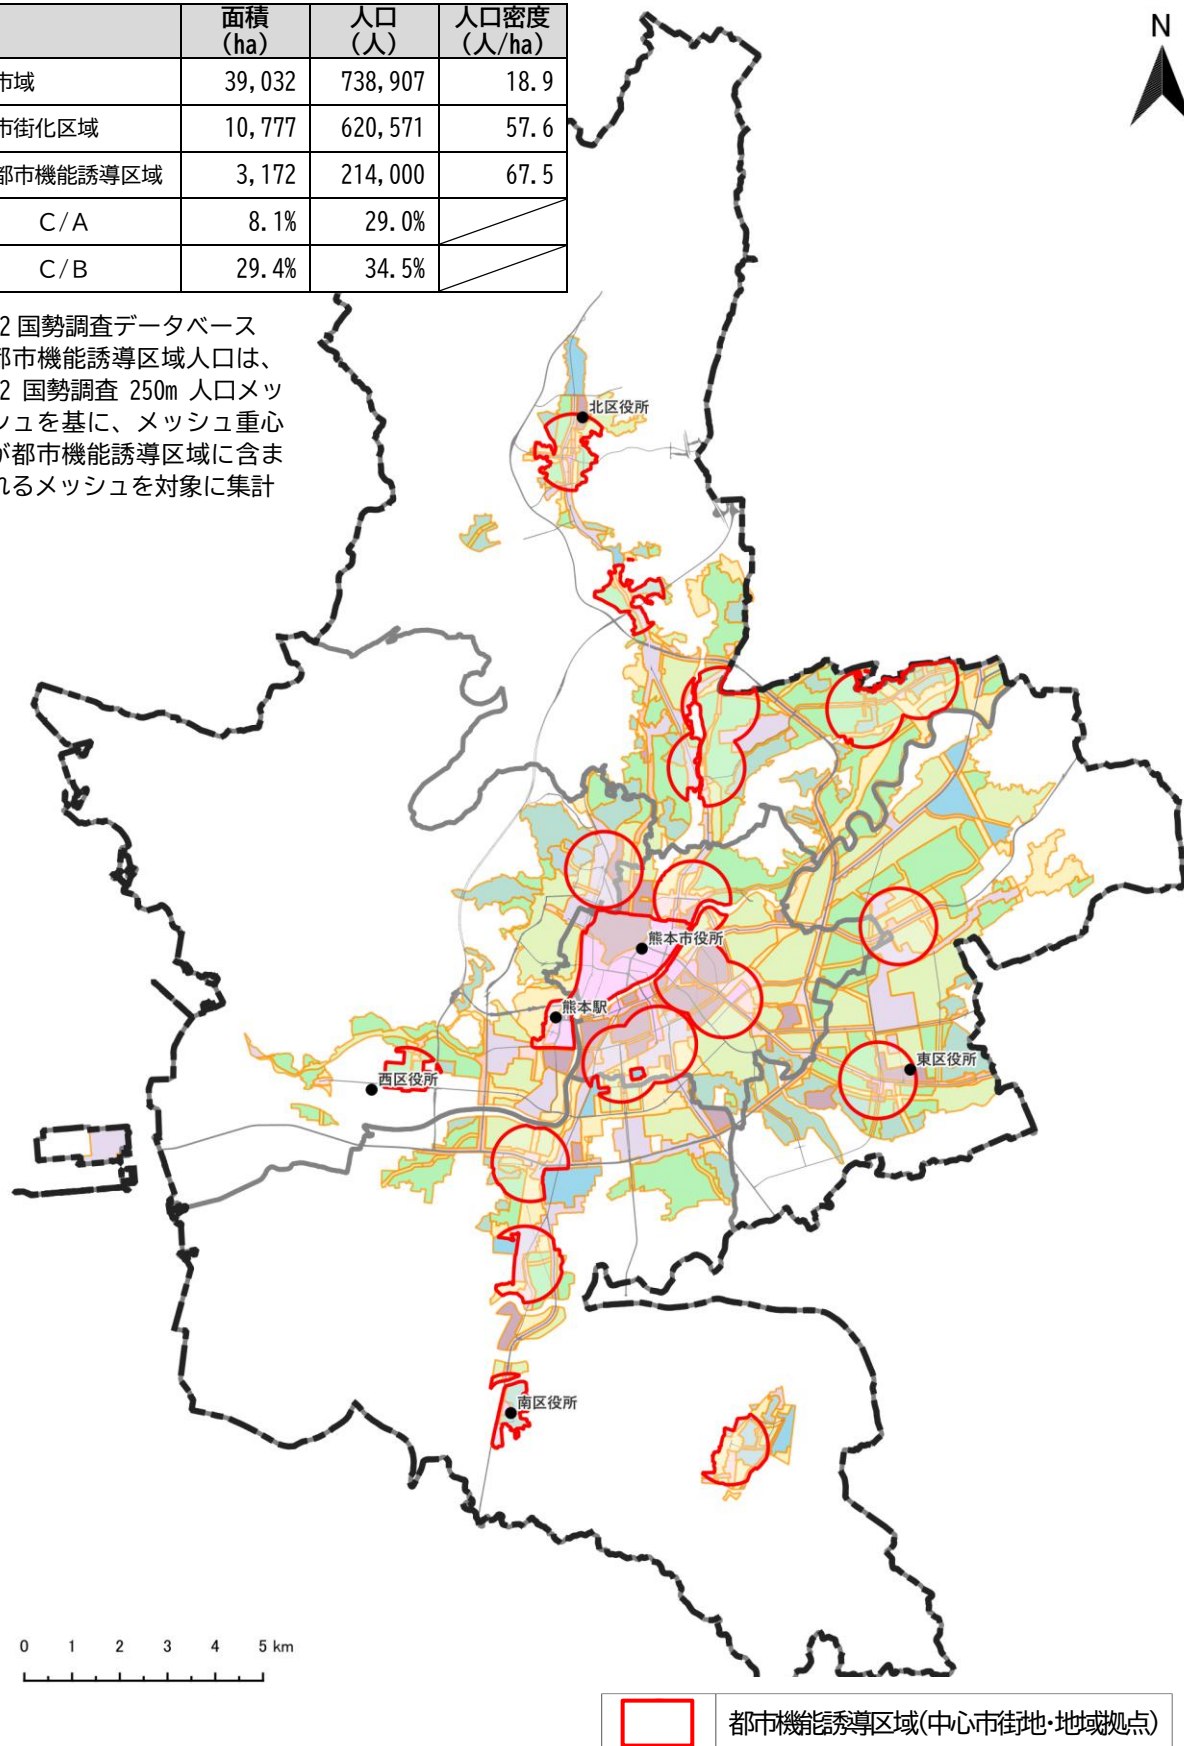 面積 人口 人口密度
(ha) (人) (人/ha)
市域 39,032 738,907 18.9
市街化区域 10,777 620,571 57.6
都市機能誘導区域 3,172 214,000 67.5
C/A 8.1% 29.0%
C/B 29.4% 34.5%
2 国勢調査データベース
都市機能誘導区域人口は、
2 国勢調査 250m 人口メッ
シュを基に、メッシュ重心
が都市機能誘導区域に含ま
れるメッシュを対象に集計
N
北区役所
熊本市役所
熊本駅
西区役所
東区役所
南区役所
0 1 2 3 4 5 km
都市機能誘導区域(中心市街地・地域拠点)